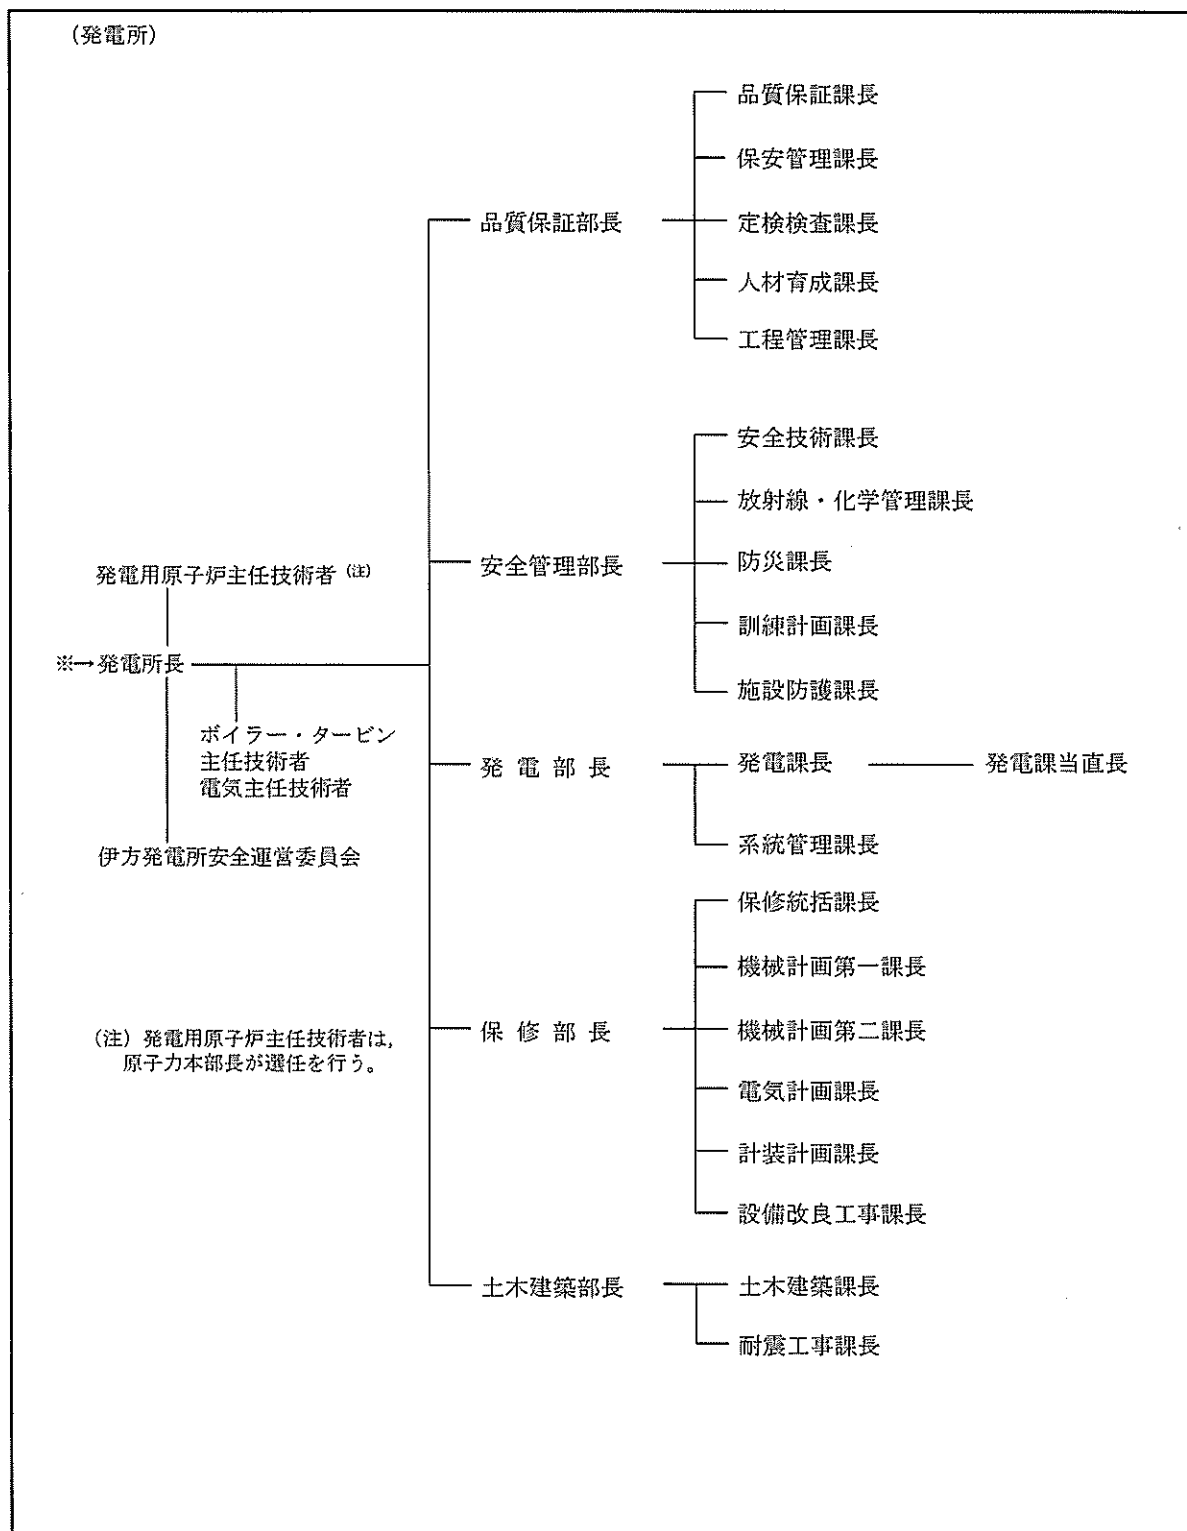 (発電所)
品質保証課長
保安管理課長
品質保証部長
定検検査課長
人材育成課長
工程管理課長
安全技術課長
放射線・化学管理課長
安全管理部長
防災課長
訓練計画課長
施設防護課長
発電用原子炉主任技術者(注)
※→発電所長
ボイラー・タービン
主任技術者
電気主任技術者
伊方発電所安全運営委員会
発電部長
発電課長
発電課当直長
系統管理課長
保修統括課長
機械計画第一課長
保修部長
機械計画第二課長
電気計画課長
計装計画課長
設備改良工事課長
(注)発電用原子炉主任技術者は,
原子力本部長が選任を行う。
土木建築部長
土木建築課長
耐震工事課長